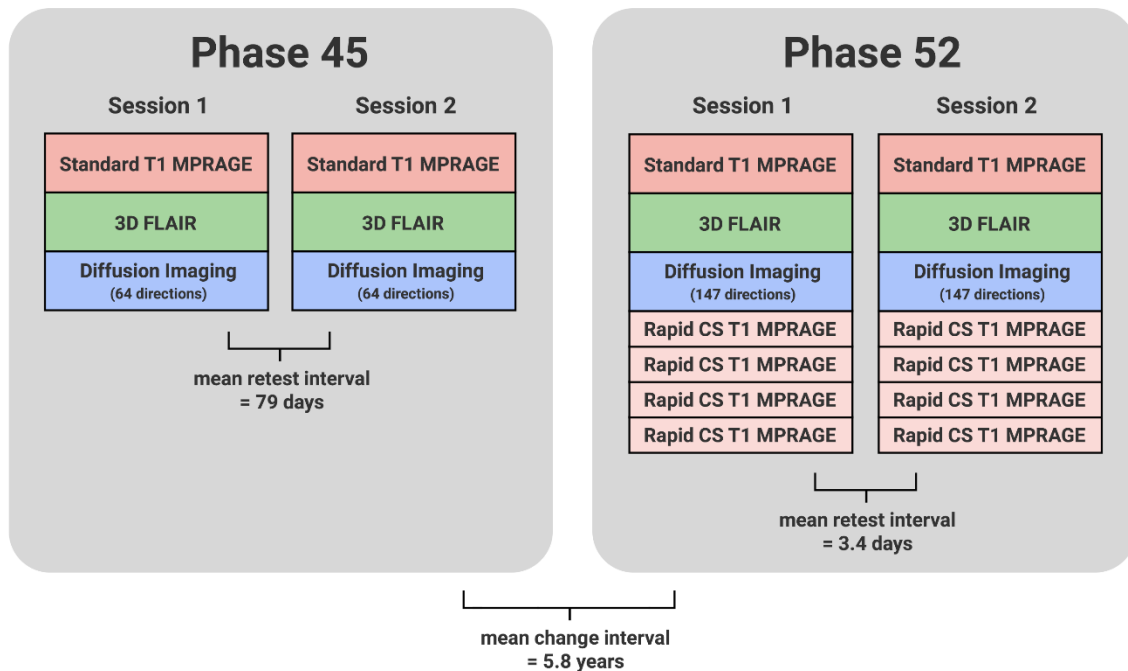 Phase 45
Session 1
Session 2
Standard T1 MPRAGE
Standard T1 MPRAGE
3D FLAIR
3D FLAIR
Diffusion Imaging
(64 directions)
Diffusion Imaging
(64 directions)
mean retest interval
= 79 days
Phase 52
Session 1
Session 2
Standard T1 MPRAGE
Standard T1 MPRAGE
3D FLAIR
3D FLAIR
Diffusion Imaging
(147 directions)
Diffusion Imaging
(147 directions)
Rapid CS T1 MPRAGE
Rapid CS T1 MPRAGE
Rapid CS T1 MPRAGE
Rapid CS T1 MPRAGE
Rapid CS T1 MPRAGE
Rapid CS T1 MPRAGE
Rapid CS T1 MPRAGE
Rapid CS T1 MPRAGE
mean retest interval
= 3.4 days
mean change interval
= 5.8 years